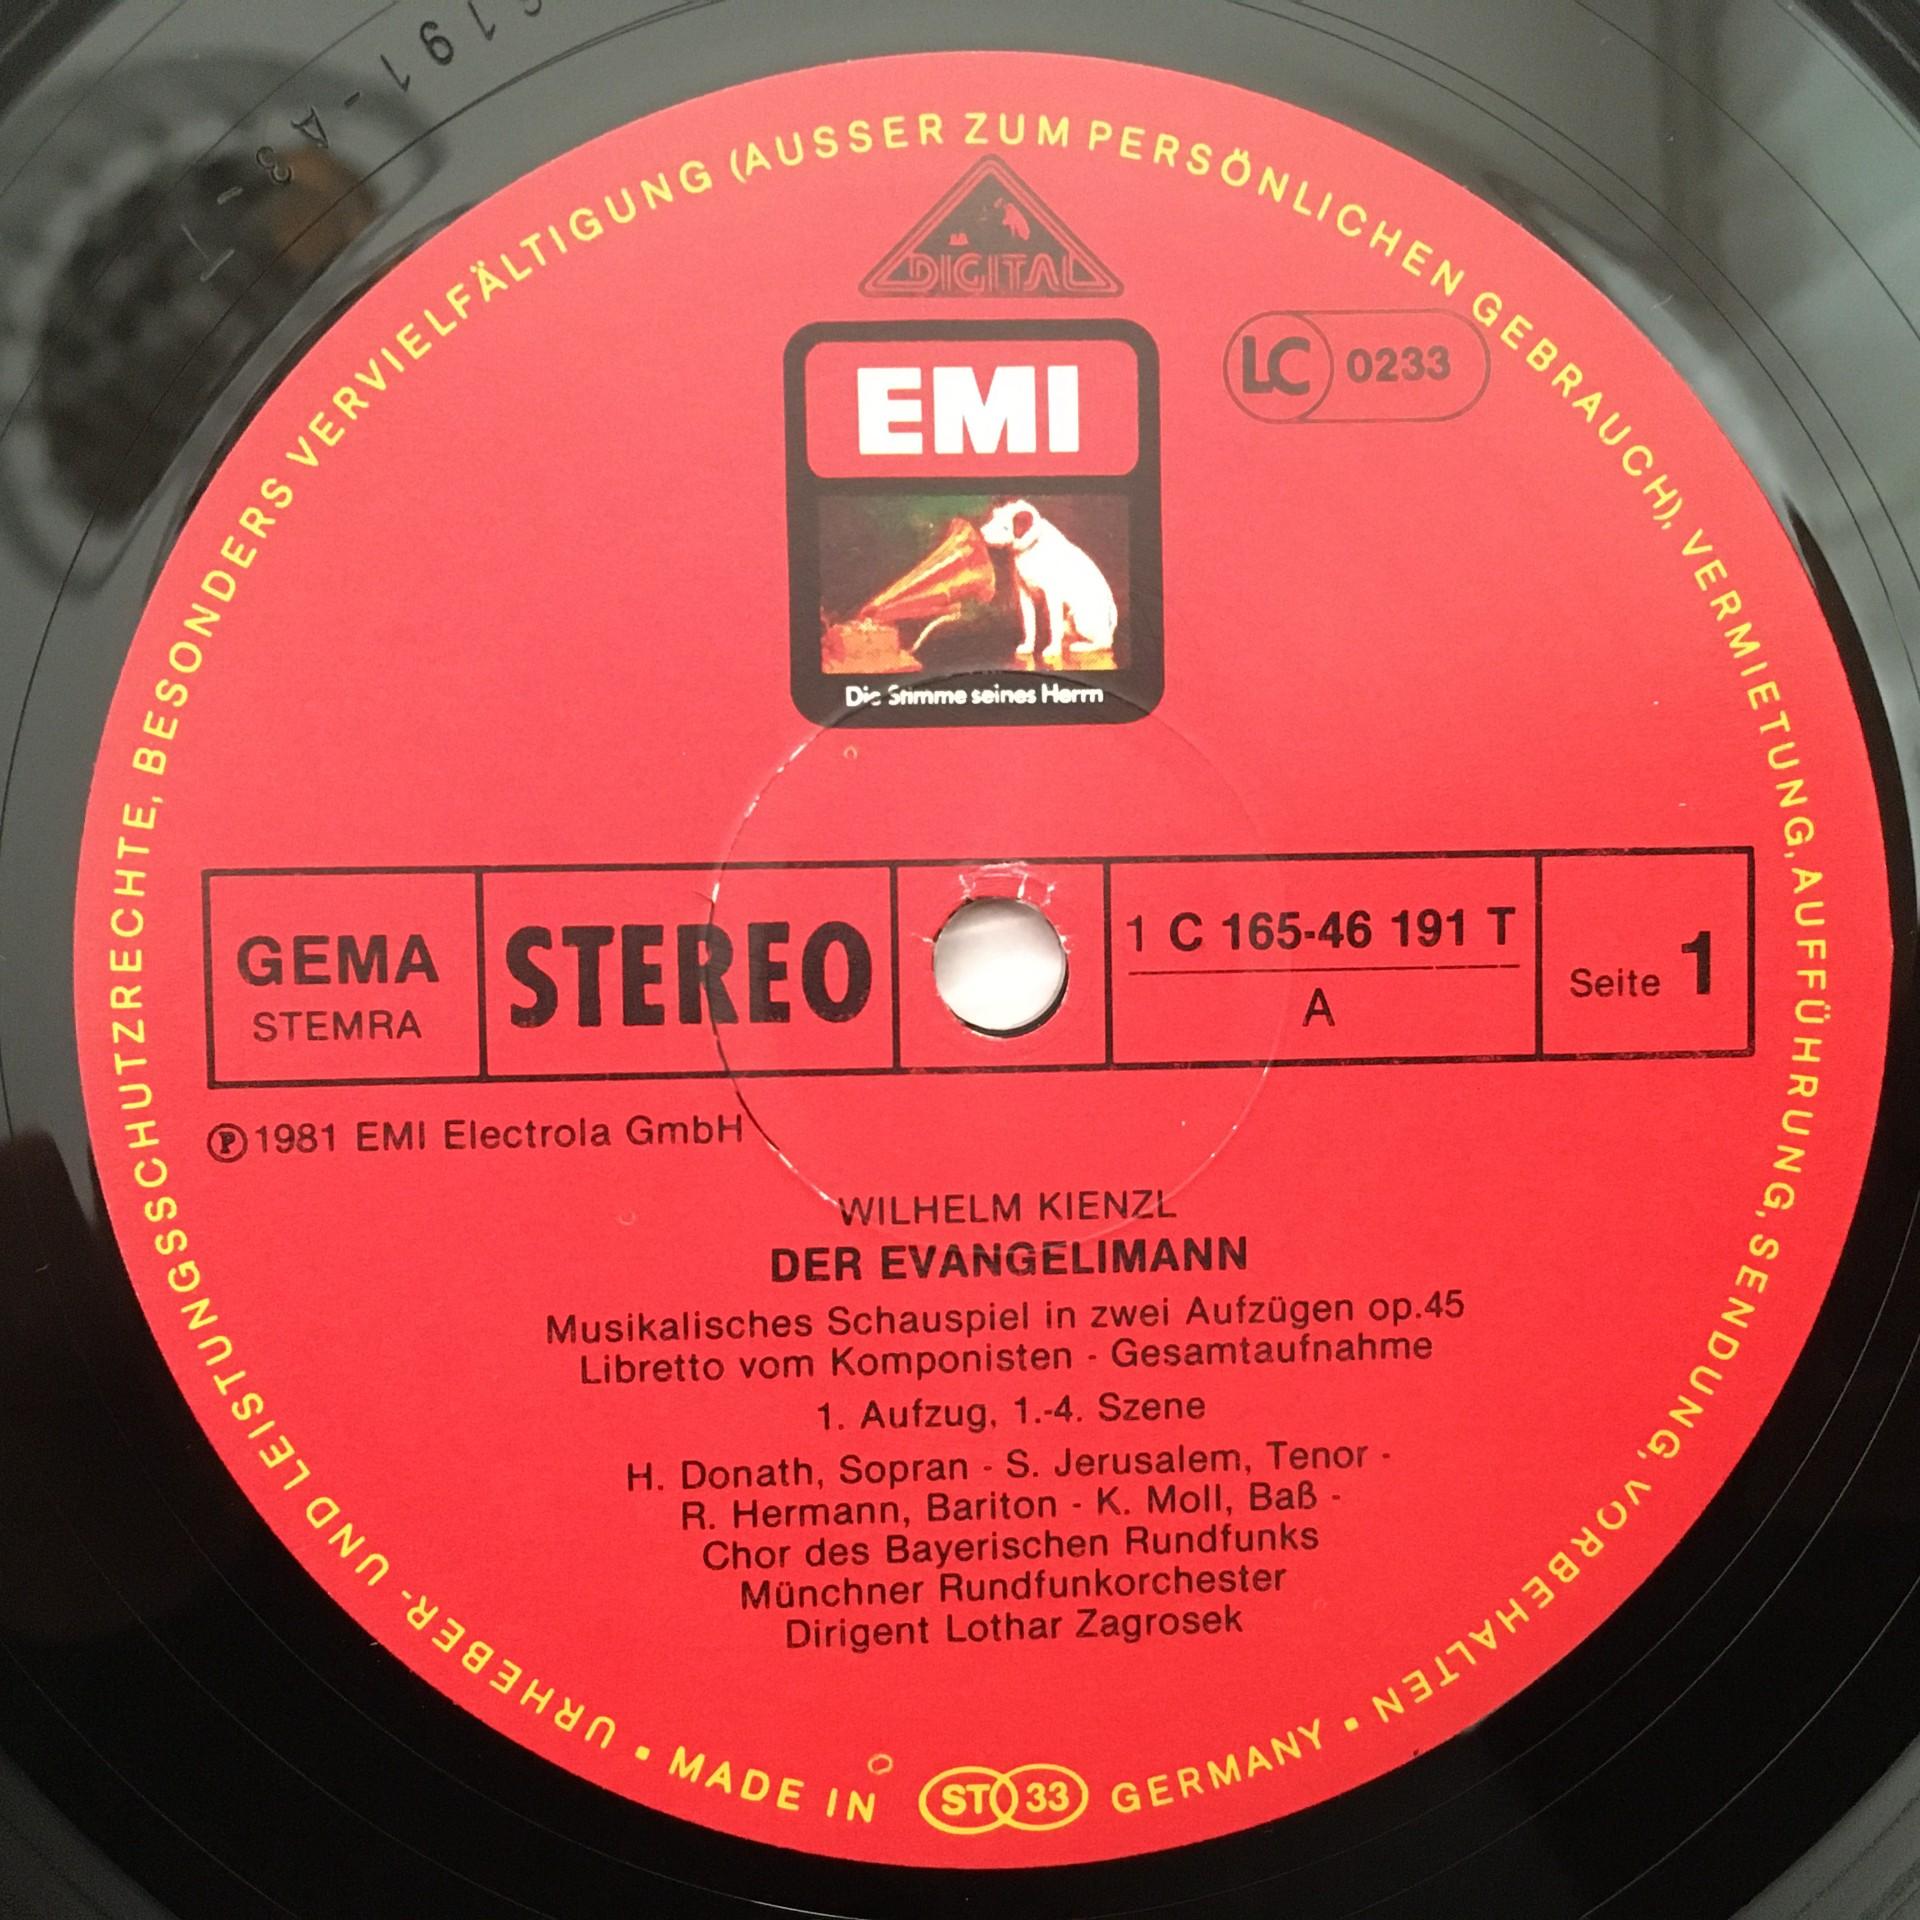 6191-A3-T
DIGITAL
EMI
LC 0233
Die Stimme seines Herrn
GEMA
STEMRA
STEREO
1 C 165-46 191 T
A
Seite 1
Ⓟ1981 EMI Electrola GmbH
WILHELM KIENZL
DER EVANGELIMANN
Musikalisches Schauspiel in zwei Aufzügen op.45
Libretto vom Komponisten - Gesamtaufnahme
1. Aufzug, 1.-4. Szene
H. Donath, Sopran - S. Jerusalem, Tenor -
R. Hermann, Bariton - K. Moll, Baß -
Chor des Bayerischen Rundfunks
Münchner Rundfunkorchester
Dirigent Lothar Zagrosek
URHEBER- UND LEISTUNGSSCHUTZRECHTE, BESONDERS VERVIELFÄLTIGUNG (AUSSER ZUM PERSÖNLICHEN GEBRAUCH), VERMIETUNG, AUFFÜHRUNG, SENDUNG, VORBEHALTEN •
MADE IN ST 33 GERMANY •